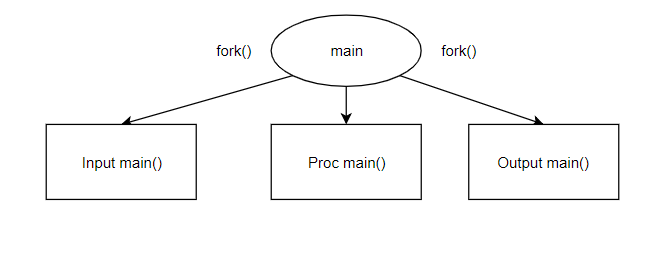 fork()
main
fork()
Input main()
Proc main()
Output main()